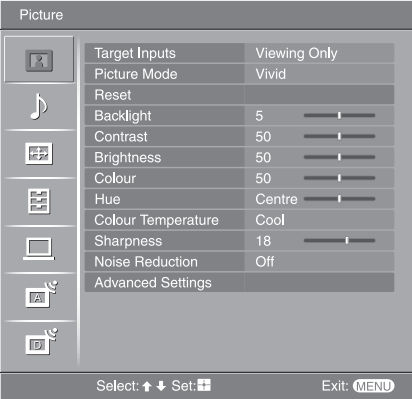 Picture
Target Inputs Viewing Only
Picture Mode Vivid
Reset
Backlight 5
Contrast 50
Brightness 50
Colour 50
Hue Centre
Colour Temperature Cool
Sharpness 18
Noise Reduction Off
Advanced Settings
A
D
Select: Set: Exit: MENU